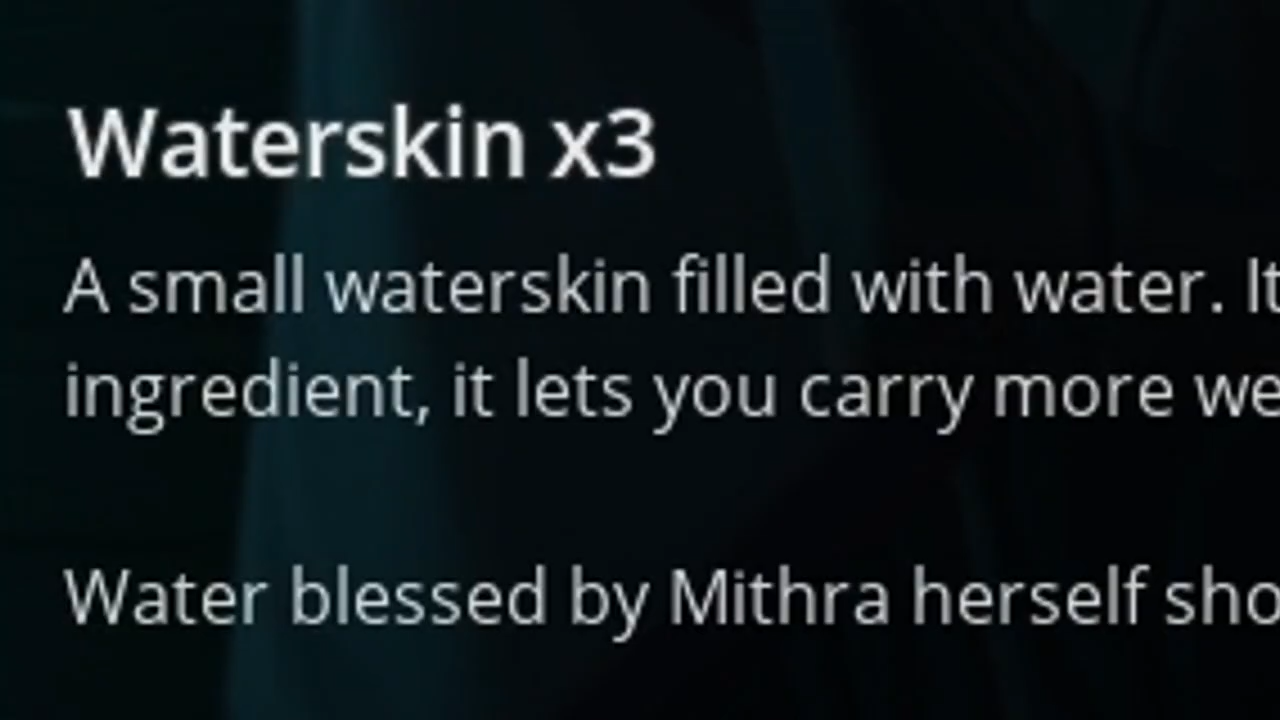 Waterskin x3
A small waterskin filled with water. It
ingredient, it lets you carry more
Water blessed by Mithra herself